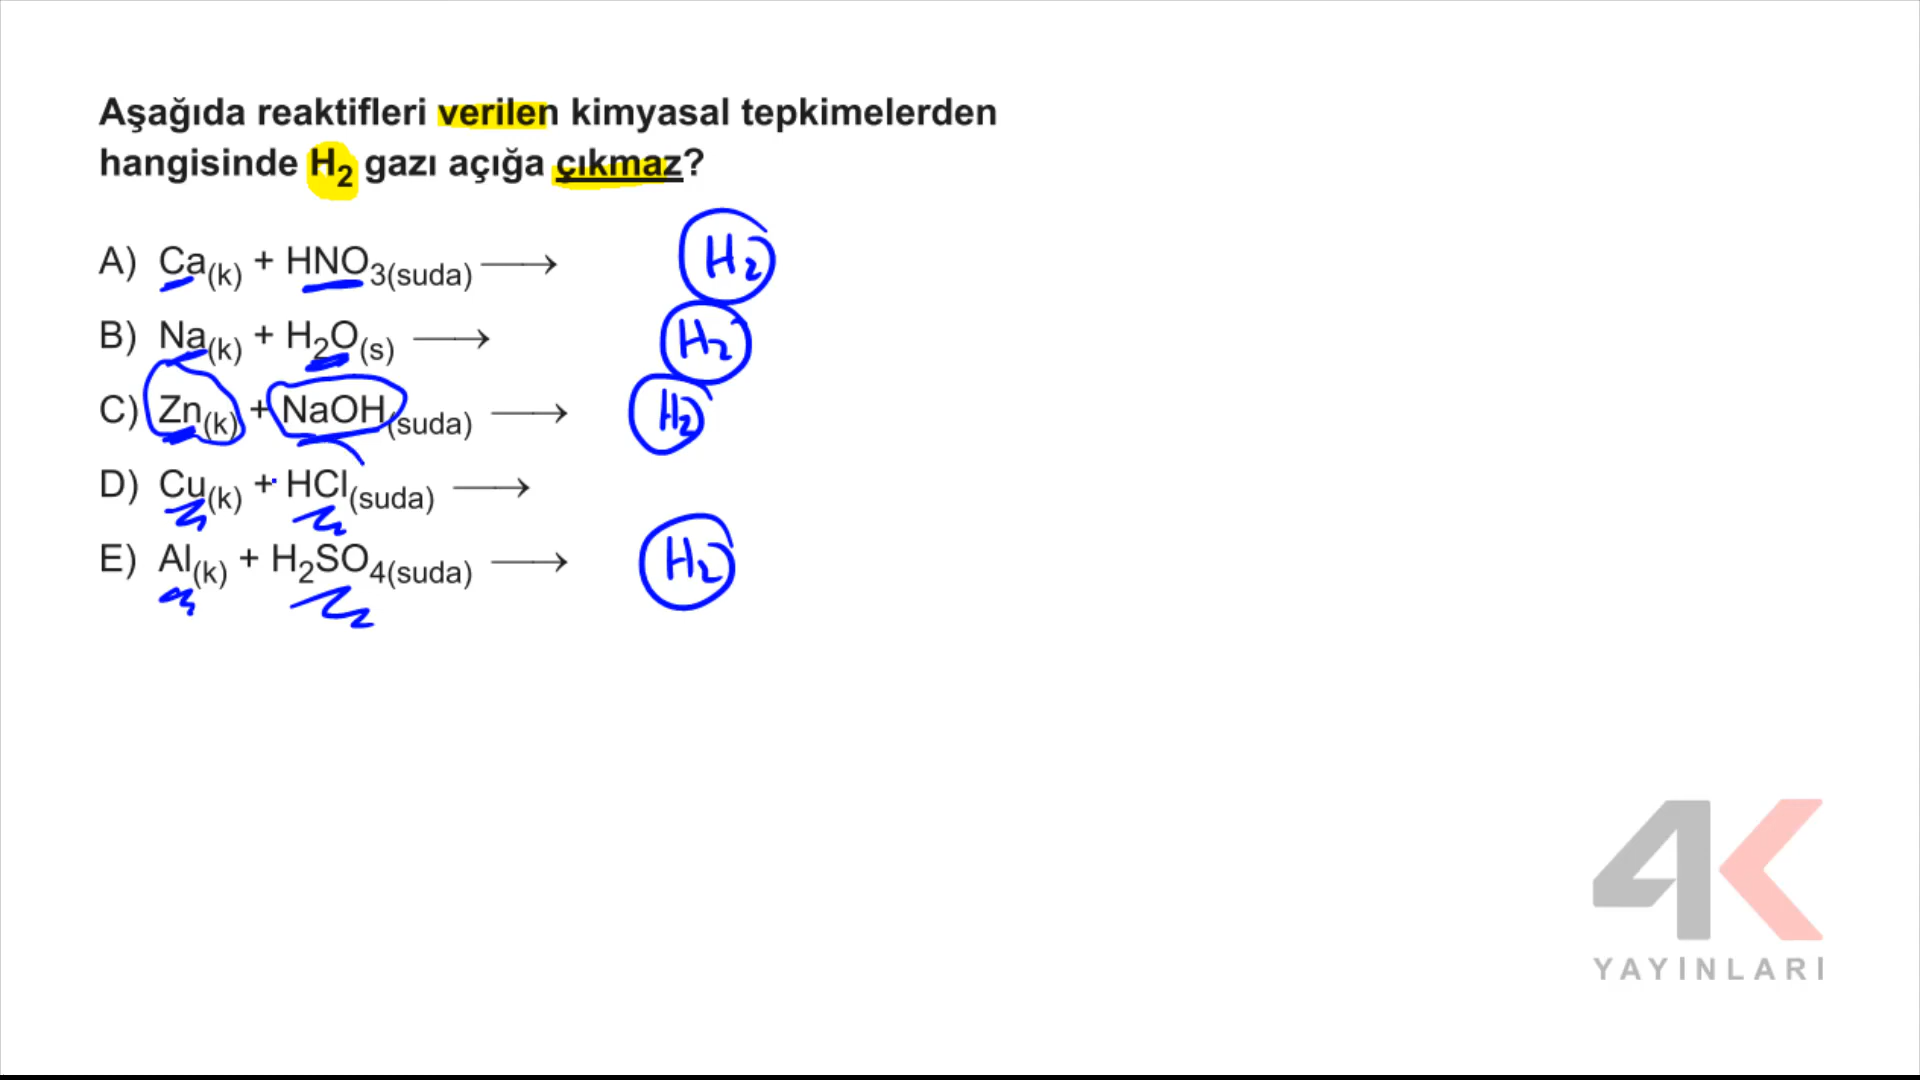 Aşağıda reaktifleri verilen kimyasal tepkimelerden
hangisinde H₂ gazı açığa çıkmaz?
A) Ca(k) + HNO₃(suda) ⟶ H₂
B) Na(k) + H₂O(s) ⟶ H₂
C) Zn(k) + NaOH(suda) ⟶ H₂
D) Cu(k) + HCl(suda) ⟶
E) Al(k) + H₂SO₄(suda) ⟶ H₂
4K
YAYINLARI